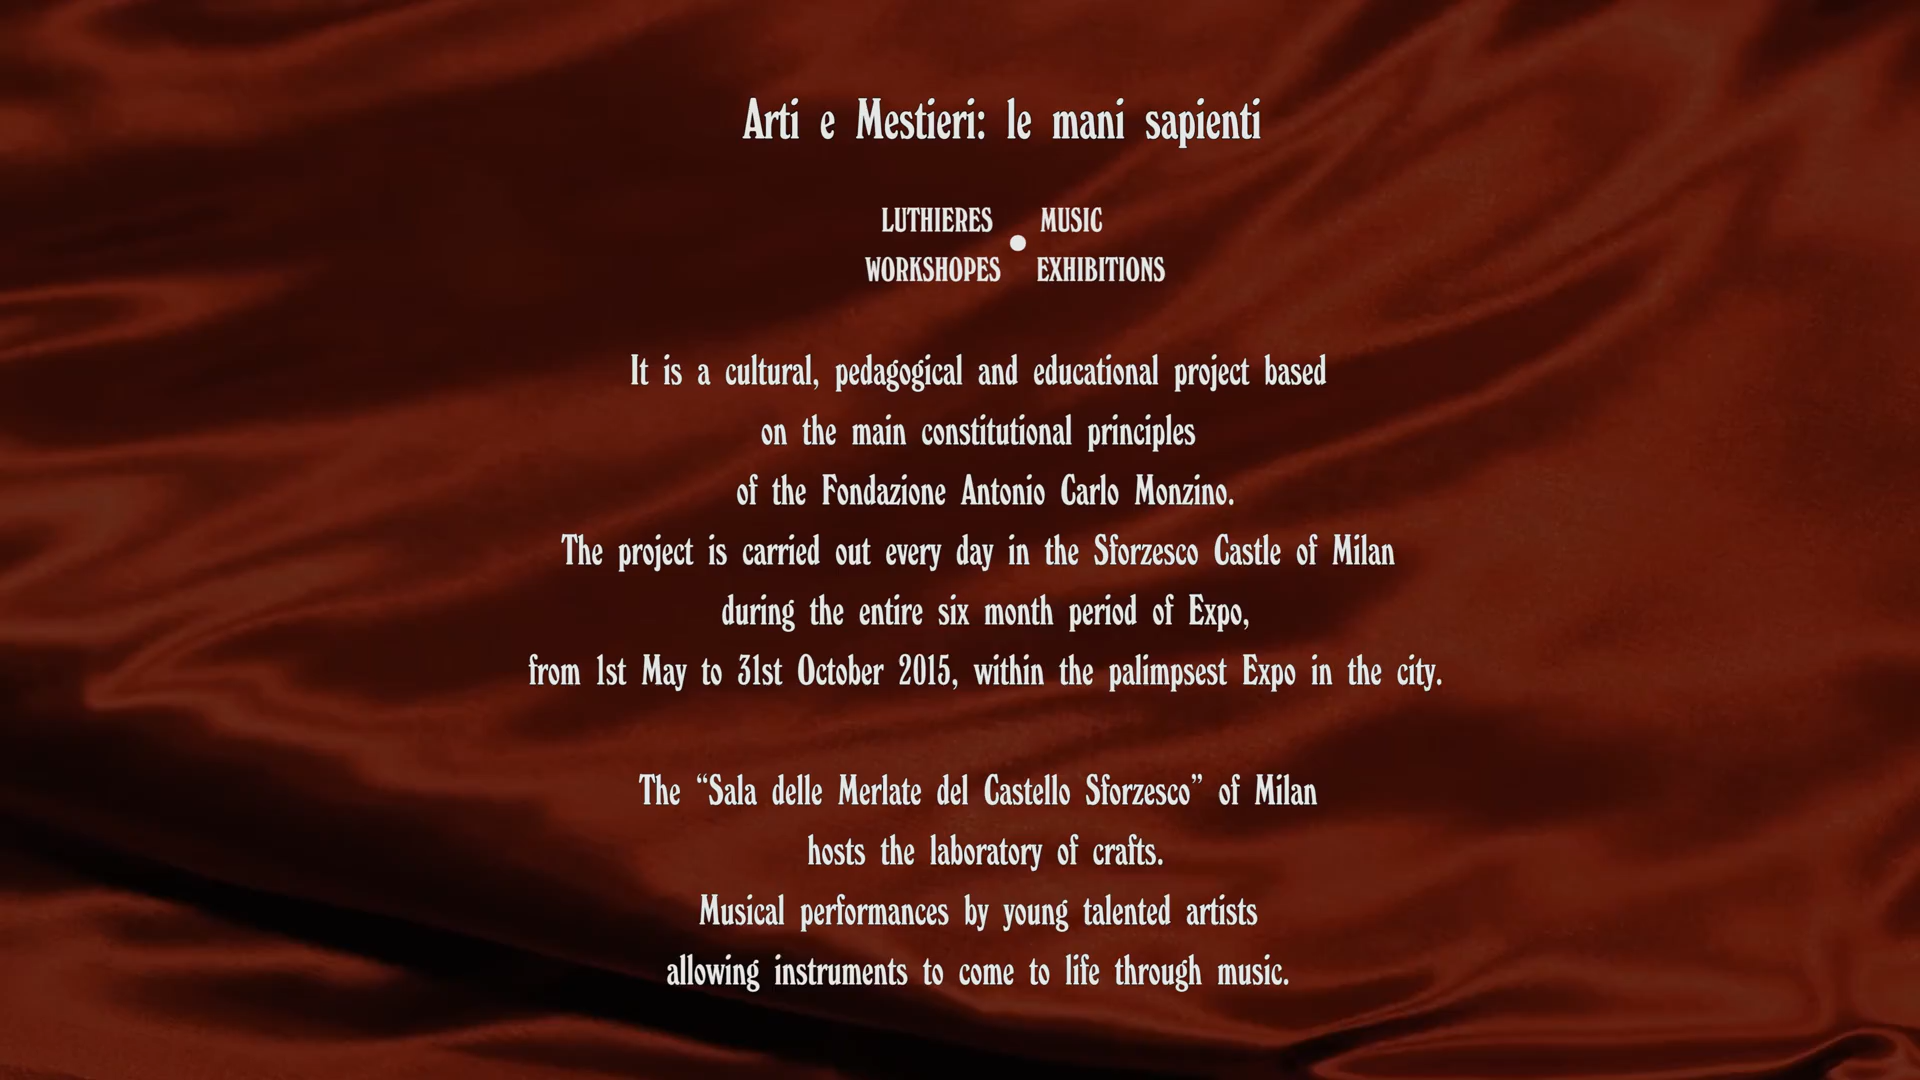 Arti e Mestieri: le mani sapienti
LUTHIERES MUSIC
WORKSHOPES EXHIBITIONS
It is a cultural, pedagogical and educational project based
on the main constitutional principles
of the Fondazione Antonio Carlo Monzino.
The project is carried out every day in the Sforzesco Castle of Milan
during the entire six month period of Expo,
from 1st May to 31st October 2015, within the palimpsest Expo in the city.
The “Sala delle Merlate del Castello Sforzesco” of Milan
hosts the laboratory of crafts.
Musical performances by young talented artists
allowing instruments to come to life through music.